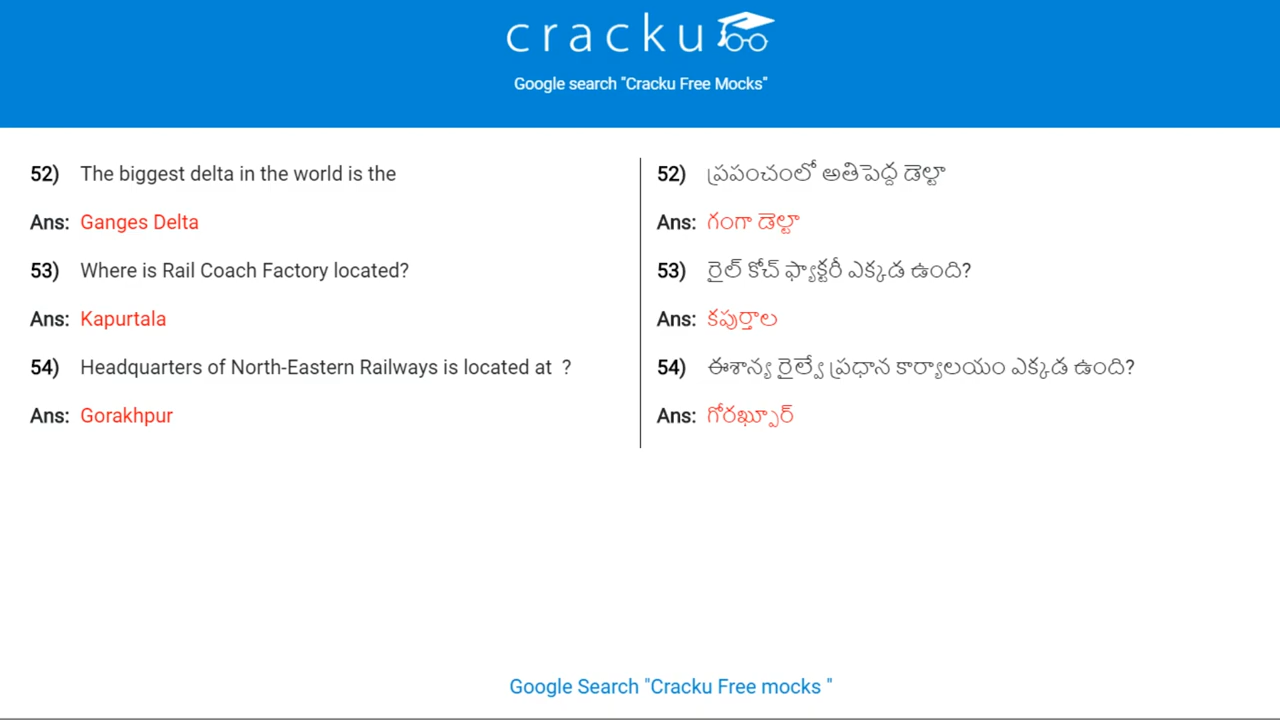 cracku
Google search "Cracku Free Mocks"
52) The biggest delta in the world is the
Ans: Ganges Delta
53) Where is Rail Coach Factory located?
Ans: Kapurtala
54) Headquarters of North-Eastern Railways is located at ?
Ans: Gorakhpur
52) ప్రపంచంలో అతిపెద్ద డెల్టా
Ans: గంగా డెల్టా
53) రైల్ కోచ్ ఫ్యాక్టరీ ఎక్కడ ఉంది?
Ans: కపుర్తాల
54) ఈశాన్య రైల్వే ప్రధాన కార్యాలయం ఎక్కడ ఉంది?
Ans: గోరఖ్పూర్
Google Search "Cracku Free mocks "